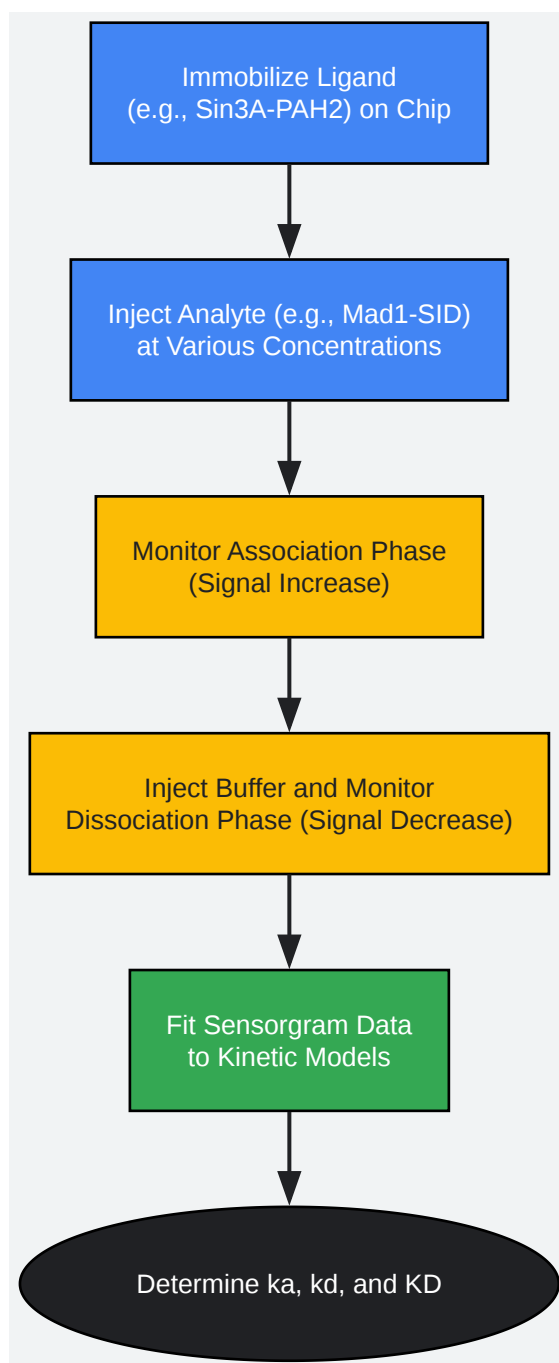 Immobilize Ligand
(e.g., Sin3A-PAH2) on Chip
Inject Analyte (e.g., Mad1-SID)
at Various Concentrations
Monitor Association Phase
(Signal Increase)
Inject Buffer and Monitor
Dissociation Phase (Signal Decrease)
Fit Sensorgram Data
to Kinetic Models
Determine ka, kd, and KD